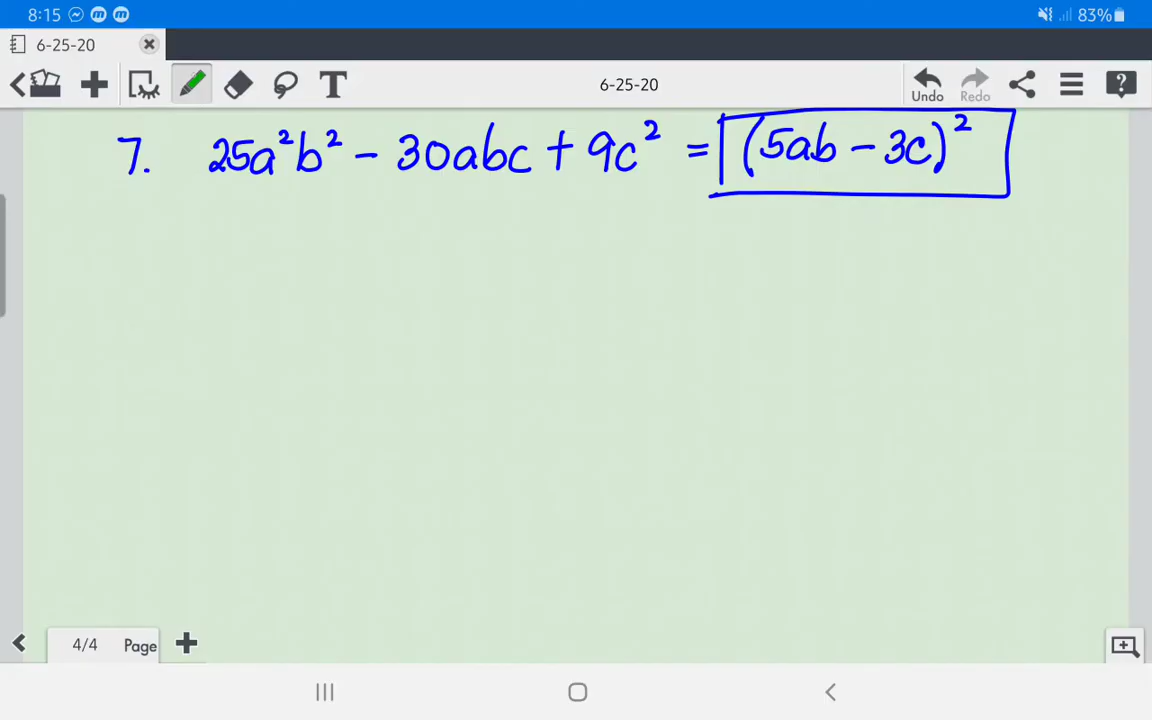 8:15 83%
6-25-20
T 6-25-20 Undo Redo ?
7. 25a²b² - 30abc + 9c² = (5ab - 3c)²
4/4 Page